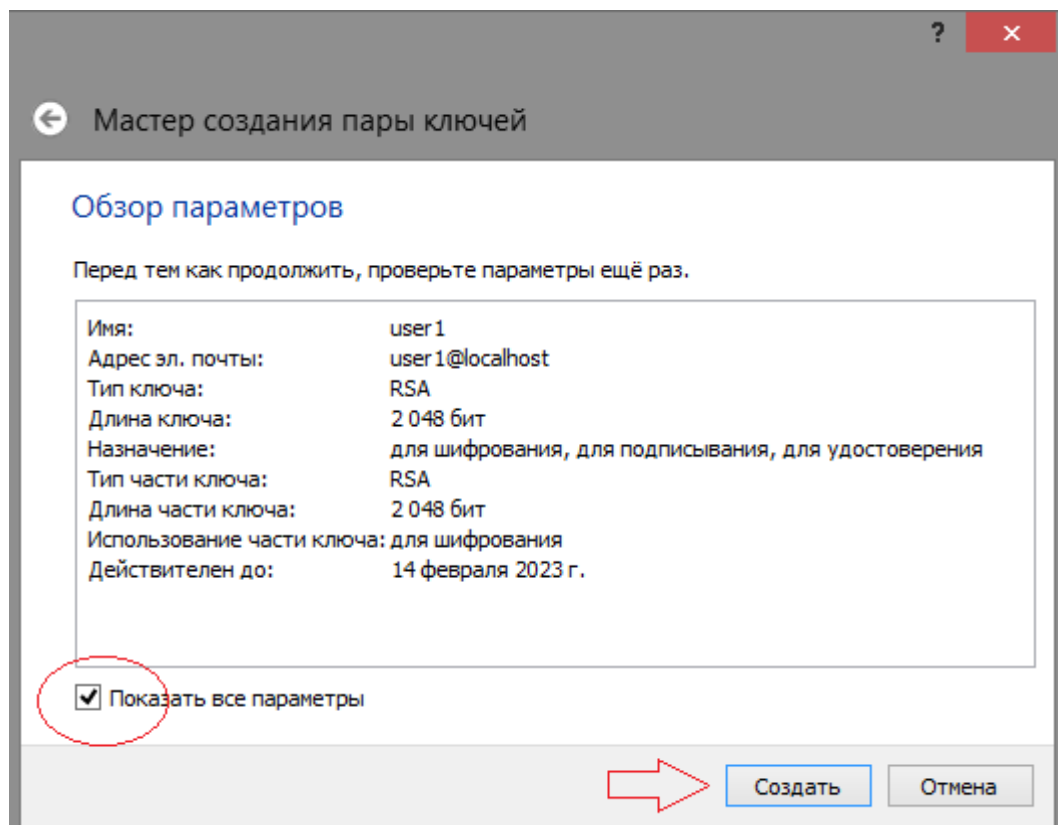 ?
Мастер создания пары ключей
Обзор параметров
Перед тем как продолжить, проверьте параметры ещё раз.
Имя: user1
Адрес эл. почты: user1@localhost
Тип ключа: RSA
Длина ключа: 2 048 бит
Назначение: для шифрования, для подписывания, для удостоверения
Тип части ключа: RSA
Длина части ключа: 2 048 бит
Использование части ключа: для шифрования
Действителен до: 14 февраля 2023 г.
Показать все параметры
Создать Отмена